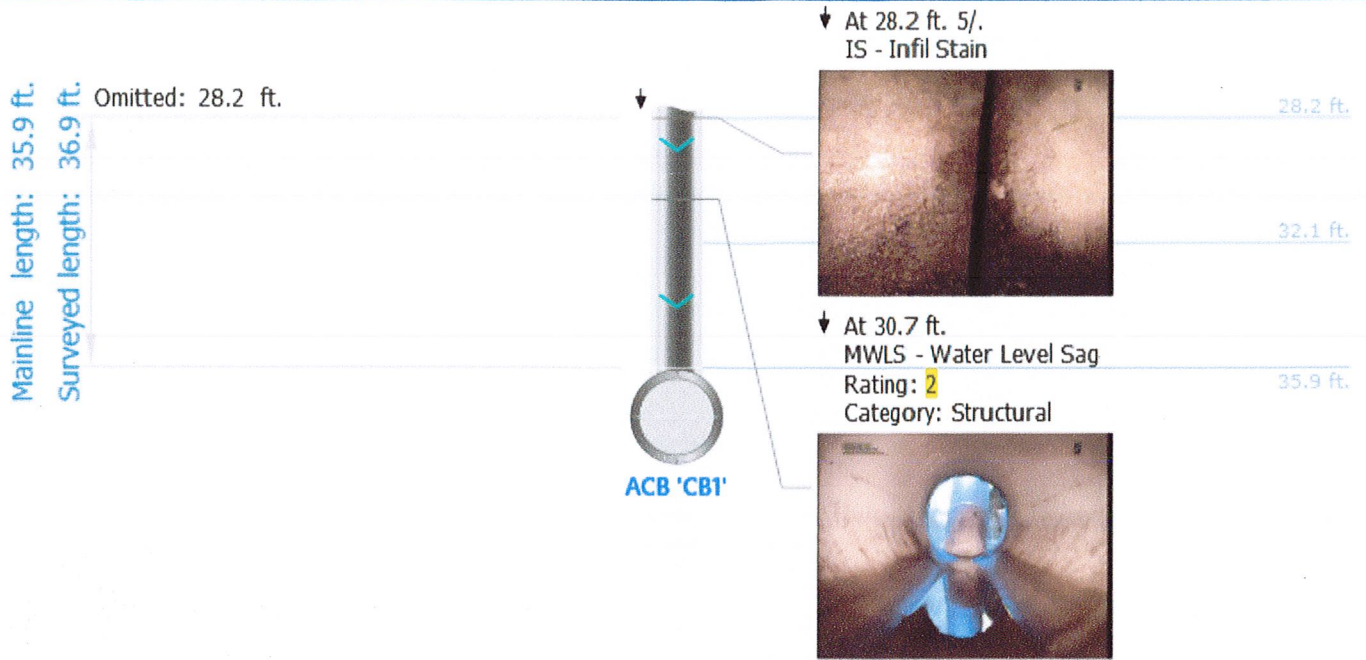 Mainline length: 35.9 ft.
Surveyed length: 36.9 ft.
Omitted: 28.2 ft.
At 28.2 ft. 5/.
IS - Infil Stain
28.2 ft.
32.1 ft.
At 30.7 ft.
MWLS - Water Level Sag
Rating: 2
Category: Structural
35.9 ft.
ACB 'CB1'